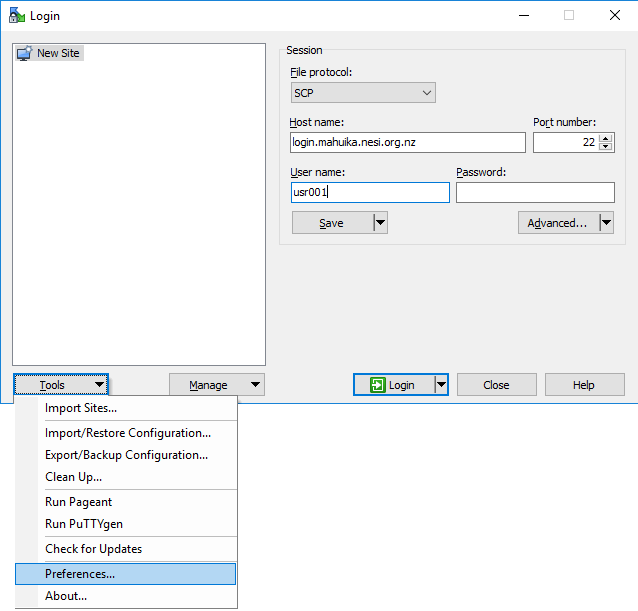 Login
New Site
Session
File protocol:
SCP
Host name:
Port number:
login.mahuika.nesi.org.nz
22
User name:
Password:
usr001
Save
Advanced...
Tools
Manage
Login
Close
Help
Import Sites...
Import/Restore Configuration...
Export/Backup Configuration...
Clean Up...
Run Pageant
Run PuTTYgen
Check for Updates
Preferences...
About...